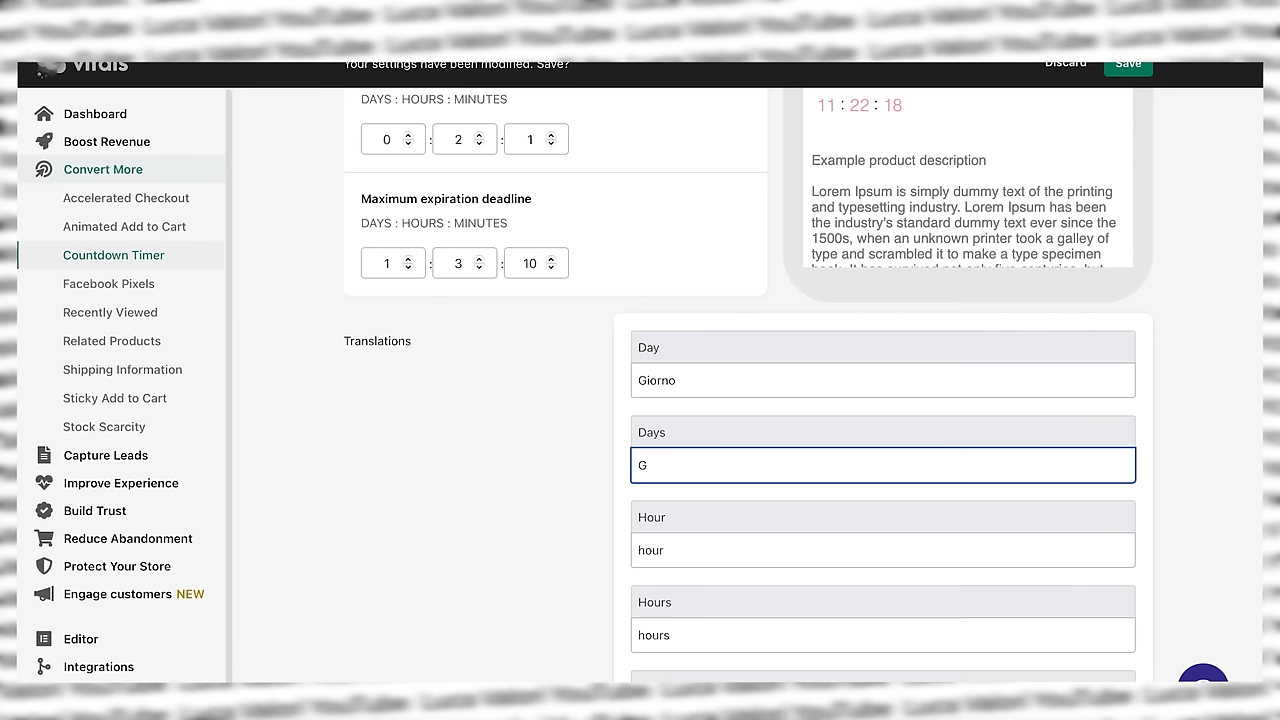 vitals
Your settings have been modified. Save?
Discard
Save
Dashboard
Boost Revenue
Convert More
Accelerated Checkout
Animated Add to Cart
Countdown Timer
Facebook Pixels
Recently Viewed
Related Products
Shipping Information
Sticky Add to Cart
Stock Scarcity
Capture Leads
Improve Experience
Build Trust
Reduce Abandonment
Protect Your Store
Engage customers NEW
Editor
Integrations
DAYS : HOURS : MINUTES
0 : 2 : 1
Maximum expiration deadline
DAYS : HOURS : MINUTES
1 : 3 : 10
11 : 22 : 18
Example product description
Lorem Ipsum is simply dummy text of the printing
and typesetting industry. Lorem Ipsum has been
the industry's standard dummy text ever since the
1500s, when an unknown printer took a galley of
type and scrambled it to make a type specimen
Translations
Day
Giorno
Days
G
Hour
hour
Hours
hours